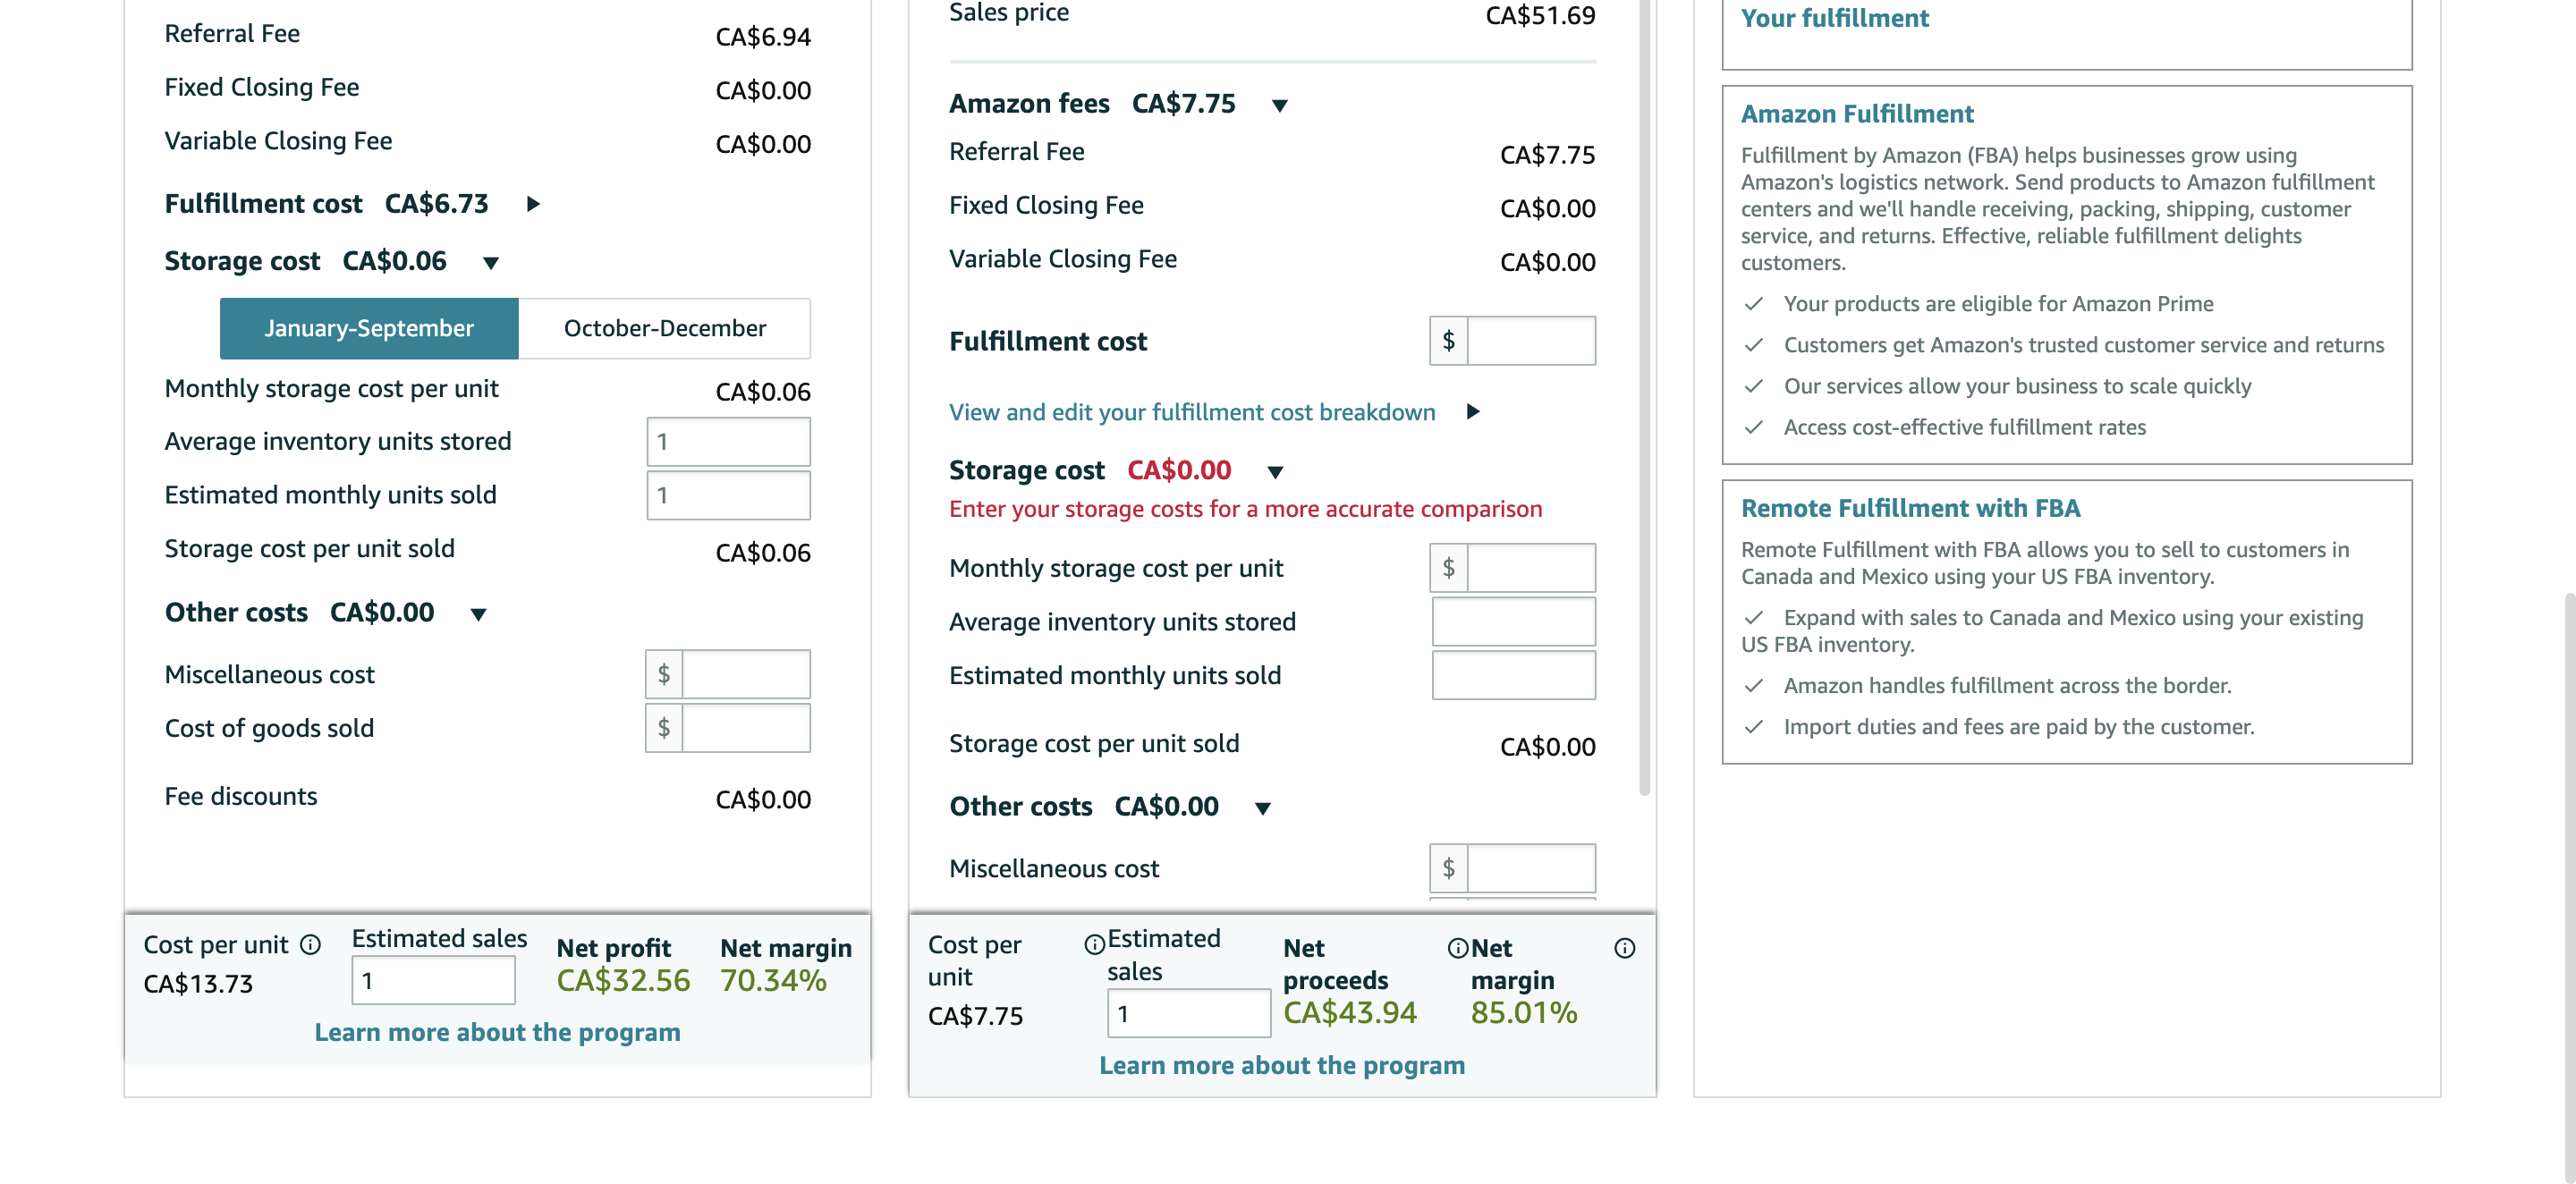 Referral Fee CA$6.94
Fixed Closing Fee CA$0.00
Variable Closing Fee CA$0.00
Fulfillment cost CA$6.73
Storage cost CA$0.06
January-September October-December
Monthly storage cost per unit CA$0.06
Average inventory units stored 1
Estimated monthly units sold 1
Storage cost per unit sold CA$0.06
Other costs CA$0.00
Miscellaneous cost $
Cost of goods sold $
Fee discounts CA$0.00
Cost per unit
CA$13.73
Estimated sales
1
Net profit
CA$32.56
Net margin
70.34%
Learn more about the program
Sales price CA$51.69
Amazon fees CA$7.75
Referral Fee CA$7.75
Fixed Closing Fee CA$0.00
Variable Closing Fee CA$0.00
Fulfillment cost $
View and edit your fulfillment cost breakdown
Storage cost CA$0.00
Enter your storage costs for a more accurate comparison
Monthly storage cost per unit $
Average inventory units stored
Estimated monthly units sold
Storage cost per unit sold CA$0.00
Other costs CA$0.00
Miscellaneous cost $
Cost per
unit
CA$7.75
Estimated
sales
1
Net
proceeds
CA$43.94
Net
margin
85.01%
Learn more about the program
Your fulfillment
Amazon Fulfillment
Fulfillment by Amazon (FBA) helps businesses grow using
Amazon's logistics network. Send products to Amazon fulfillment
centers and we'll handle receiving, packing, shipping, customer
service, and returns. Effective, reliable fulfillment delights
customers.
Your products are eligible for Amazon Prime
Customers get Amazon's trusted customer service and returns
Our services allow your business to scale quickly
Access cost-effective fulfillment rates
Remote Fulfillment with FBA
Remote Fulfillment with FBA allows you to sell to customers in
Canada and Mexico using your US FBA inventory.
Expand with sales to Canada and Mexico using your existing
US FBA inventory.
Amazon handles fulfillment across the border.
Import duties and fees are paid by the customer.